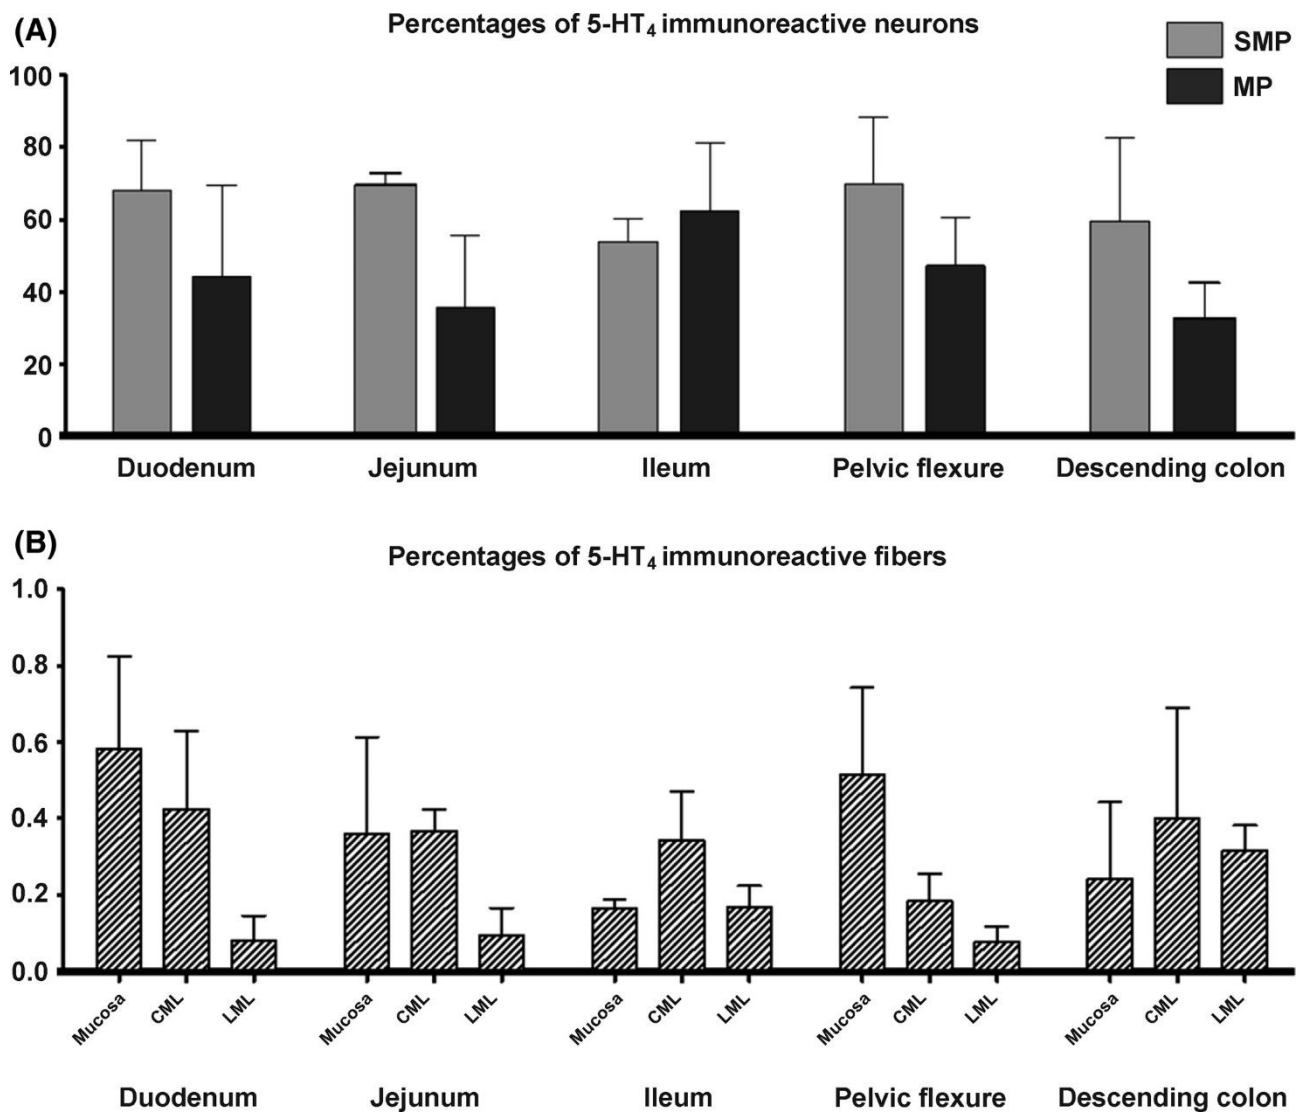 (A)
Percentages of 5-HT₄ immunoreactive neurons
SMP
MP
100
80
60
40
20
0
Duodenum Jejunum Ileum Pelvic flexure Descending colon
(B)
Percentages of 5-HT₄ immunoreactive fibers
1.0
0.8
0.6
0.4
0.2
0.0
Mucosa CML LML Mucosa CML LML Mucosa CML LML Mucosa CML LML Mucosa CML LML
Duodenum Jejunum Ileum Pelvic flexure Descending colon